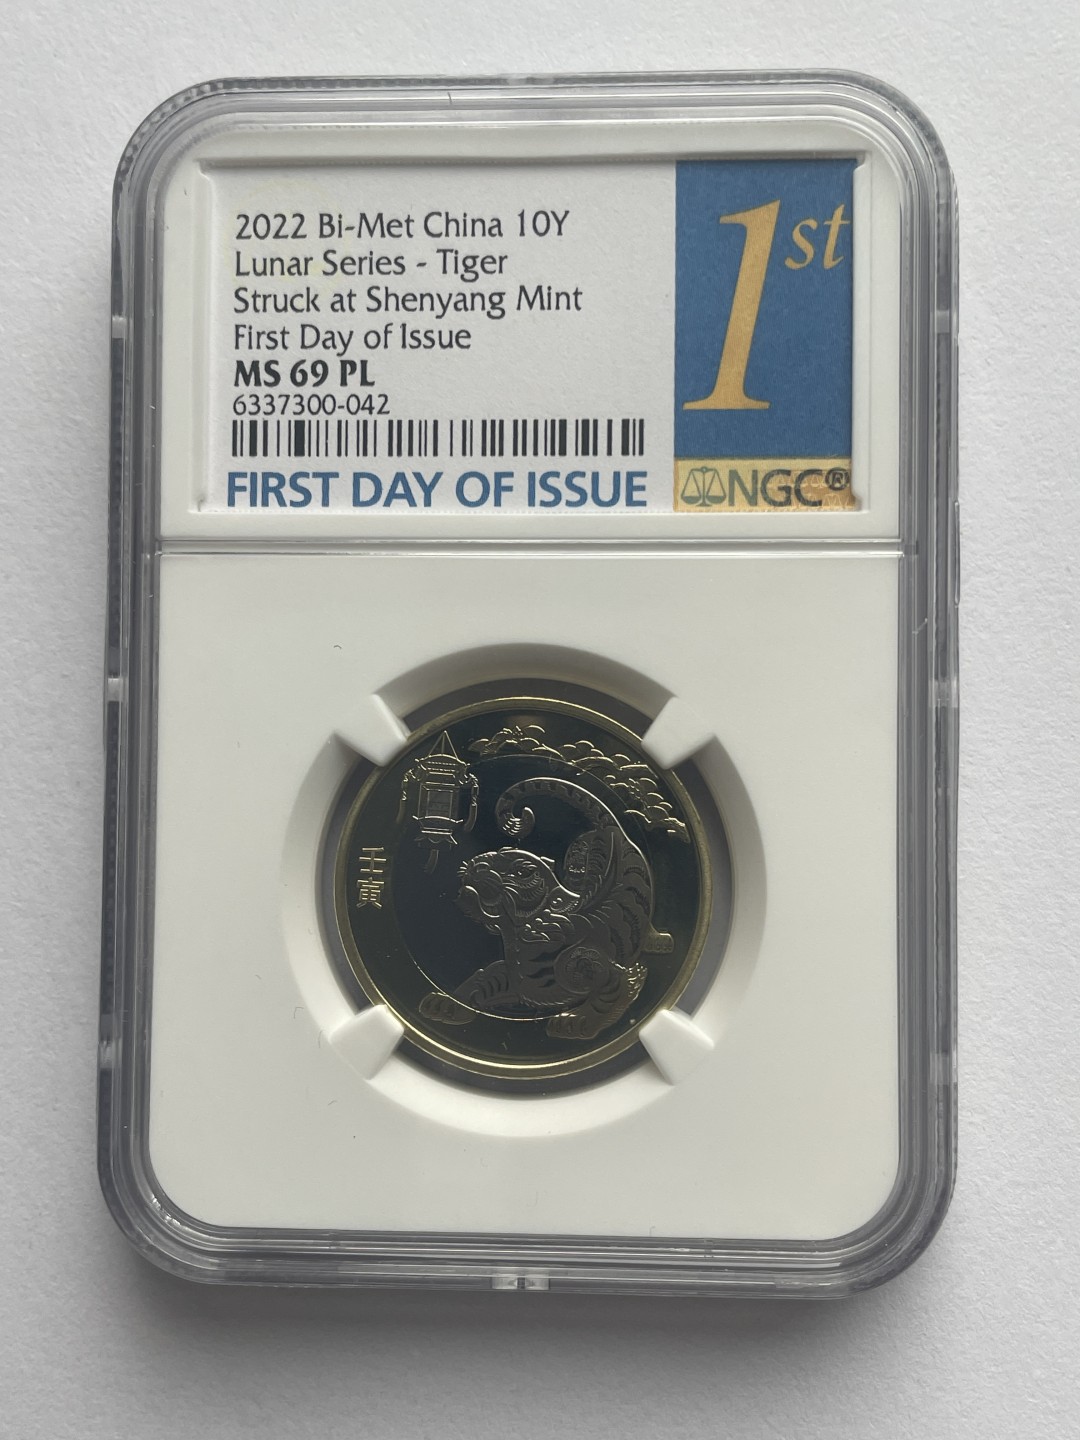 2022 Bi-Met China 10Y
Lunar Series - Tiger
Struck at Shenyang Mint
First Day of Issue
MS 69 PL
6337300-042
FIRST DAY OF ISSUE
1st
NGC®
壬寅